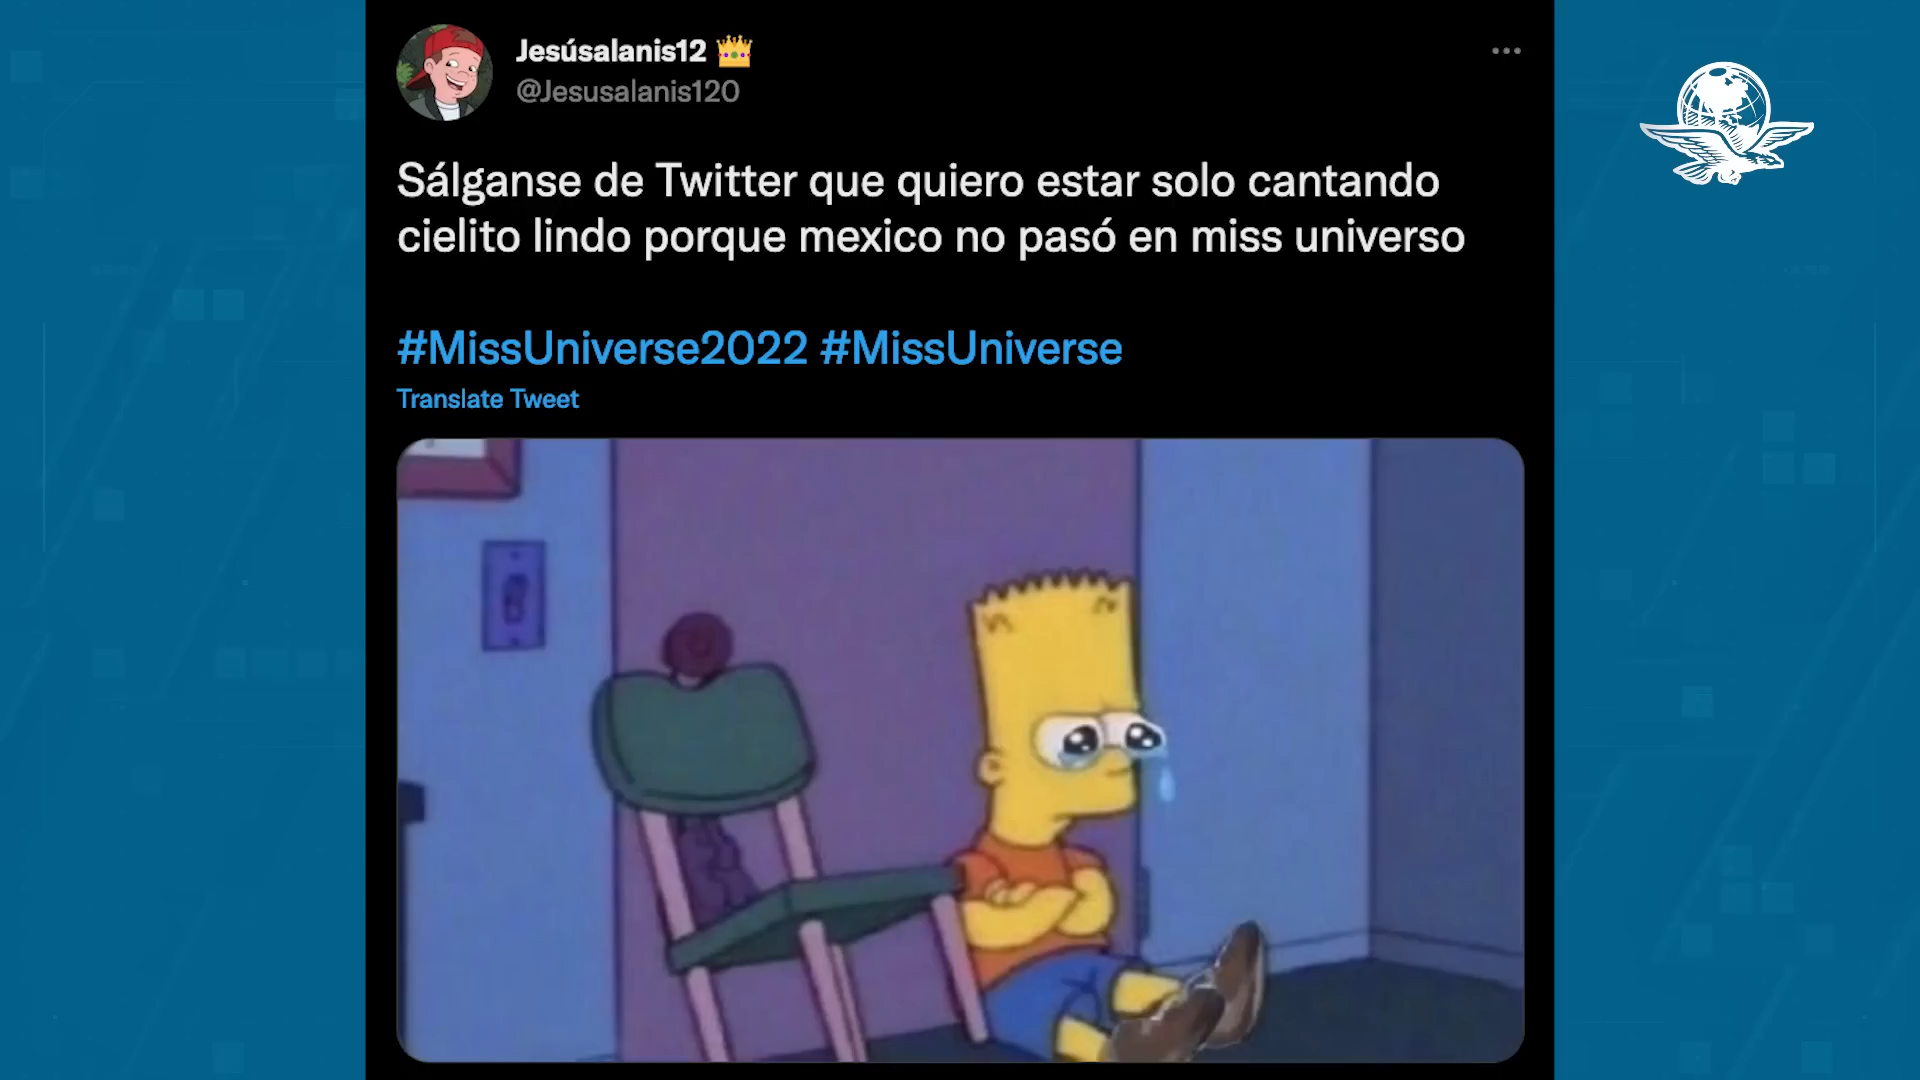 Jesúsalanis12 👑
@Jesusalanis120
Sálganse de Twitter que quiero estar solo cantando
cielito lindo porque mexico no pasó en miss universo
#MissUniverse2022 #MissUniverse
Translate Tweet